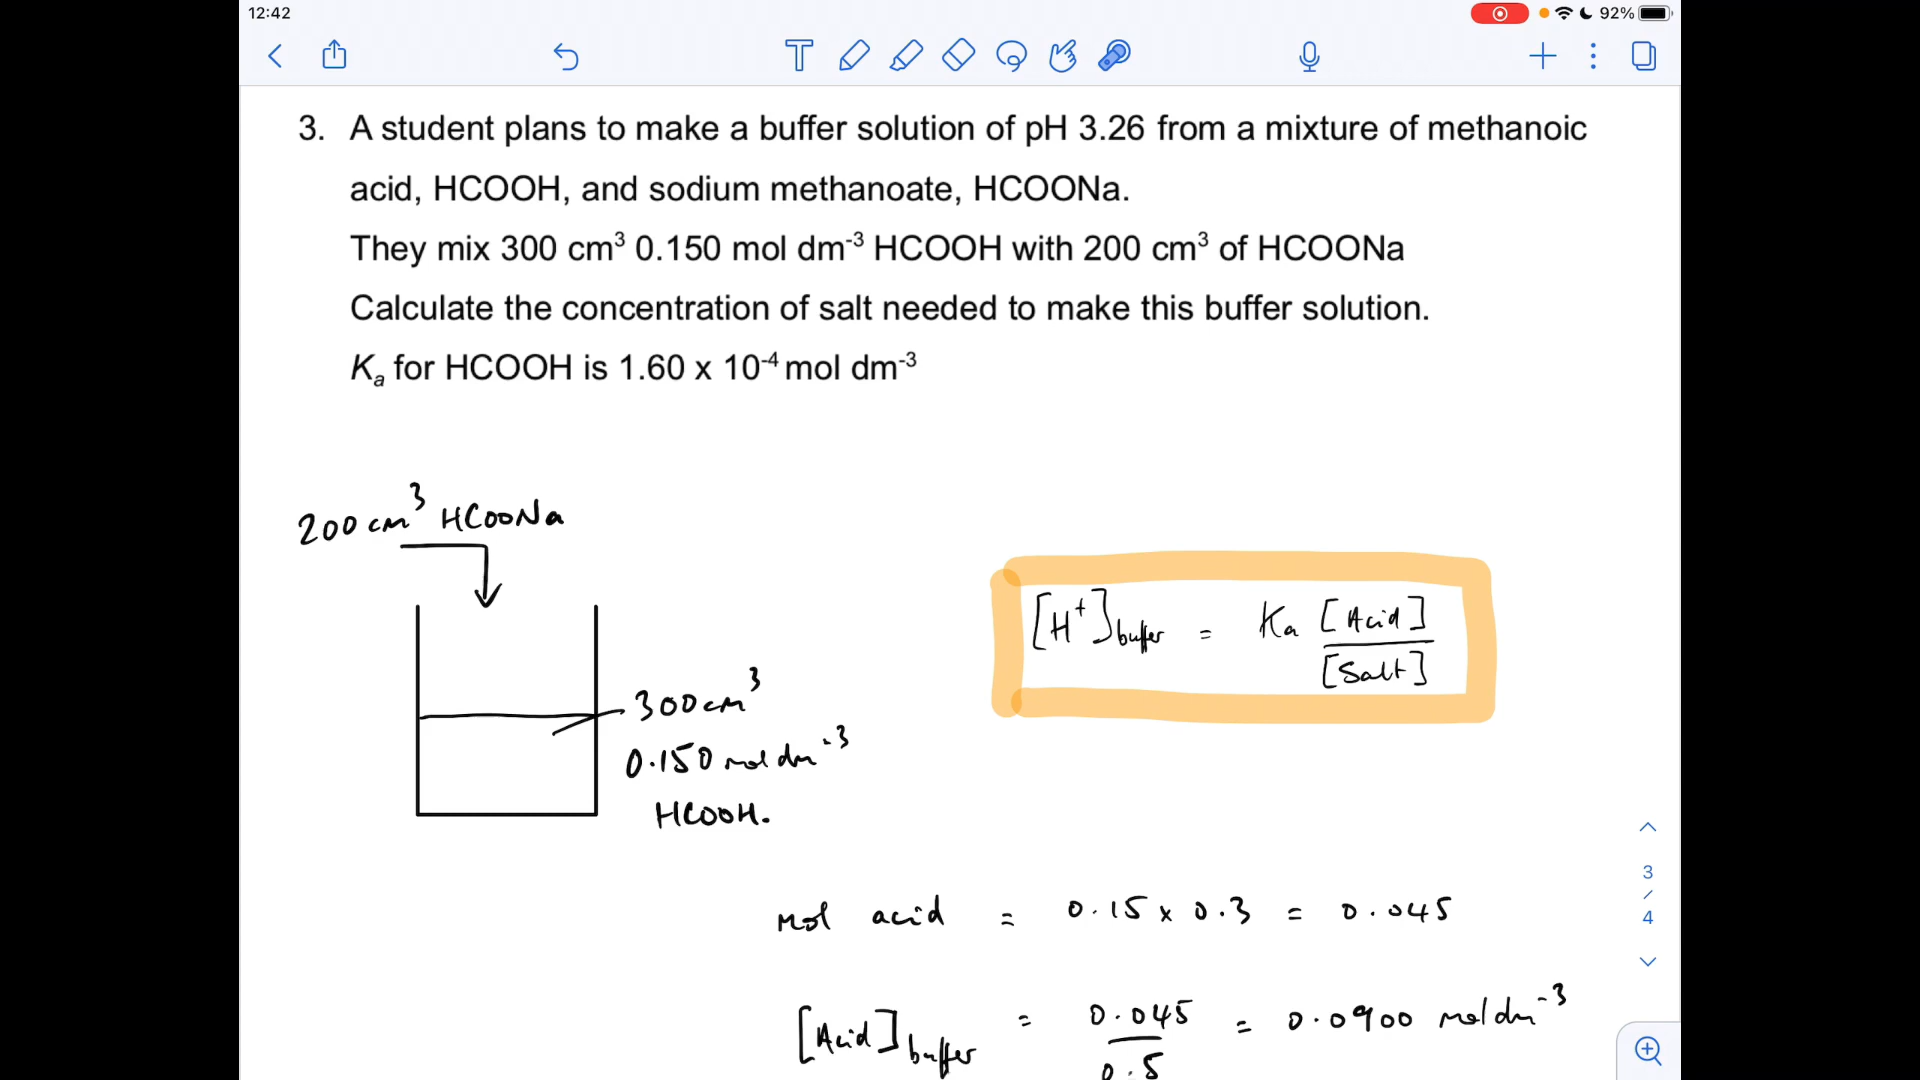 12:42
92%
3. A student plans to make a buffer solution of pH 3.26 from a mixture of methanoic
acid, HCOOH, and sodium methanoate, HCOONa.
They mix 300 cm³ 0.150 mol dm⁻³ HCOOH with 200 cm³ of HCOONa
Calculate the concentration of salt needed to make this buffer solution.
Kₐ for HCOOH is 1.60 x 10⁻⁴ mol dm⁻³
200 cm³ HCOONa
[H⁺]buffer = Ka [Acid]
[Salt]
300 cm³
0.150 mol dm⁻³
HCOOH.
3
/
4
mol acid = 0.15 x 0.3 = 0.045
[Acid]buffer = 0.045 = 0.0900 mol dm⁻³
0.5